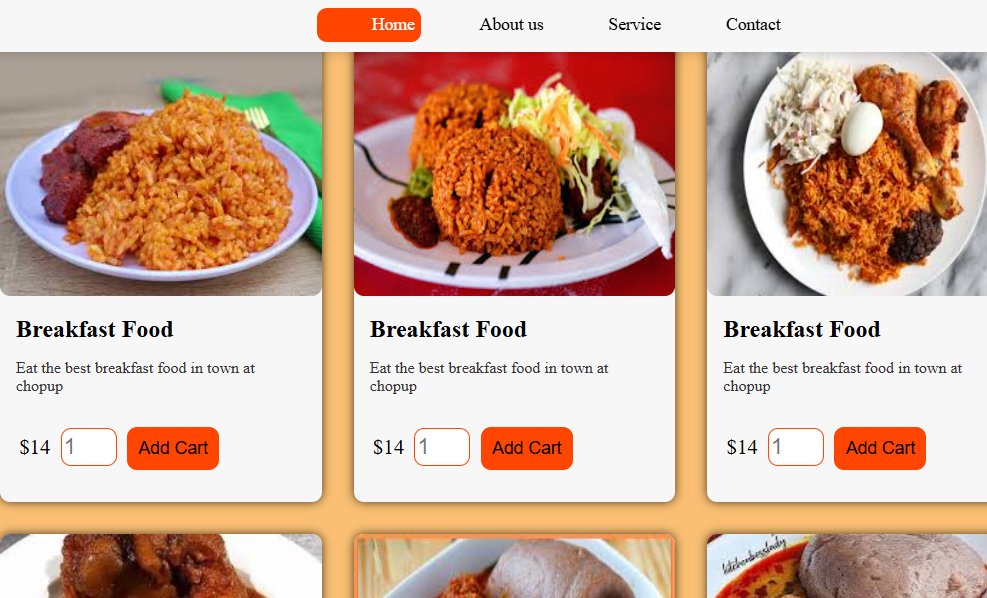 Home About us Service Contact
Breakfast Food
Eat the best breakfast food in town at
chopup
$14 1 Add Cart
Breakfast Food
Eat the best breakfast food in town at
chopup
$14 1 Add Cart
Breakfast Food
Eat the best breakfast food in town at
chopup
$14 1 Add Cart